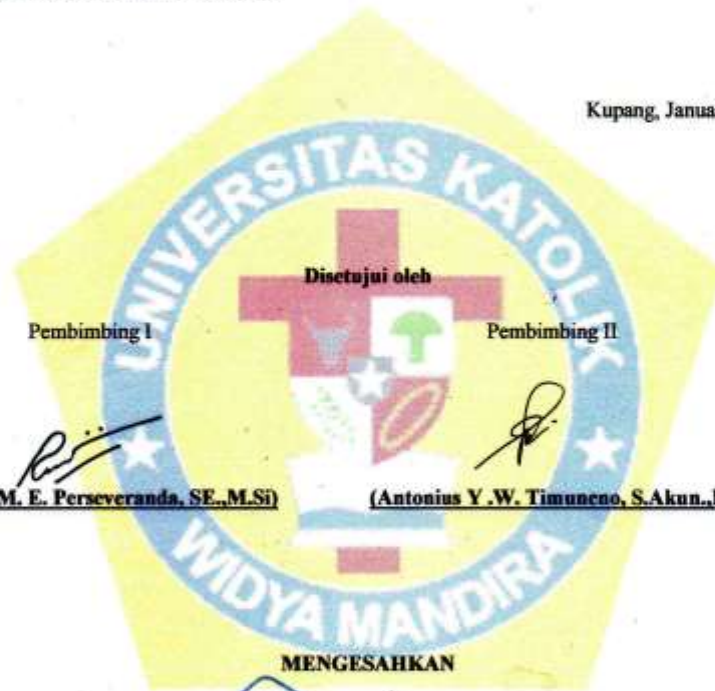 Kupang, Janua
UNIVERSITAS KATOLIK
Disetujui oleh
Pembimbing I Pembimbing II
M. E. Perseveranda, SE.,M.Si) (Antonius Y .W. Timuneno, S.Akun.,
WIDYA MANDIRA
MENGESAHKAN